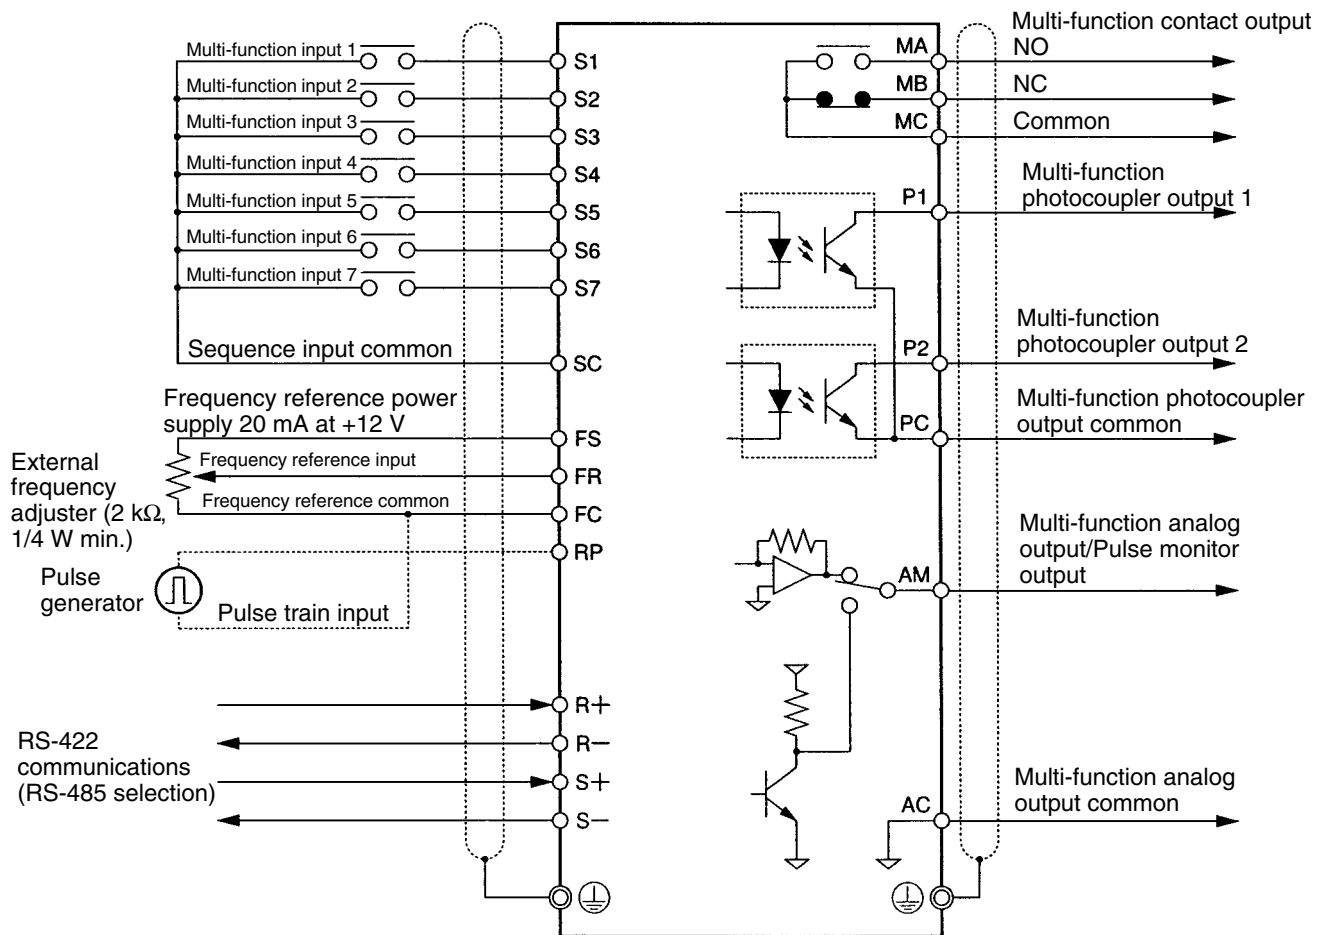 Multi-function input 1
Multi-function input 2
Multi-function input 3
Multi-function input 4
Multi-function input 5
Multi-function input 6
Multi-function input 7
Sequence input common
Frequency reference power
supply 20 mA at +12 V
Frequency reference input
Frequency reference common
External
frequency
adjuster (2 kΩ,
1/4 W min.)
Pulse
generator
Pulse train input
RS-422
communications
(RS-485 selection)
S1
S2
S3
S4
S5
S6
S7
SC
FS
FR
FC
RP
R+
R−
S+
S−
MA
MB
MC
P1
P2
PC
AM
AC
Multi-function contact output
NO
NC
Common
Multi-function
photocoupler output 1
Multi-function
photocoupler output 2
Multi-function photocoupler
output common
Multi-function analog
output/Pulse monitor
output
Multi-function analog
output common